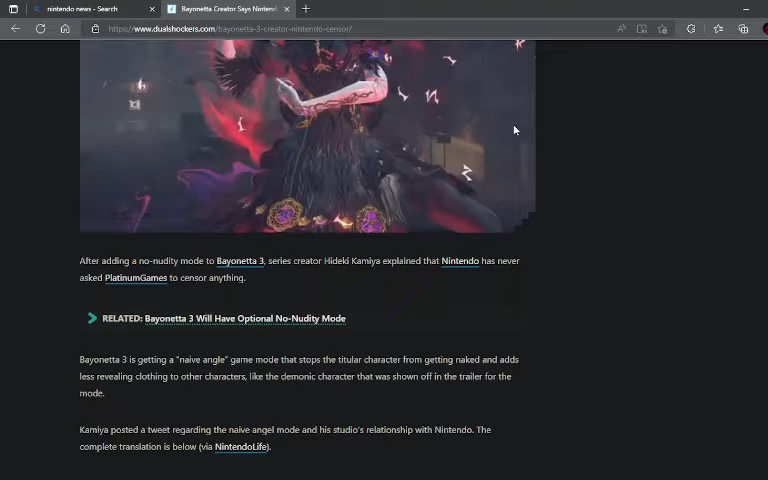 nintendo news - Search
Bayonetta Creator Says Nintend
https://www.dualshockers.com/bayonetta-3-creator-nintendo-censor/
After adding a no-nudity mode to Bayonetta 3, series creator Hideki Kamiya explained that Nintendo has never
asked PlatinumGames to censor anything.
RELATED: Bayonetta 3 Will Have Optional No-Nudity Mode
Bayonetta 3 is getting a "naive angle" game mode that stops the titular character from getting naked and adds
less revealing clothing to other characters, like the demonic character that was shown off in the trailer for the
mode.
Kamiya posted a tweet regarding the naive angel mode and his studio's relationship with Nintendo. The
complete translation is below (via NintendoLife).